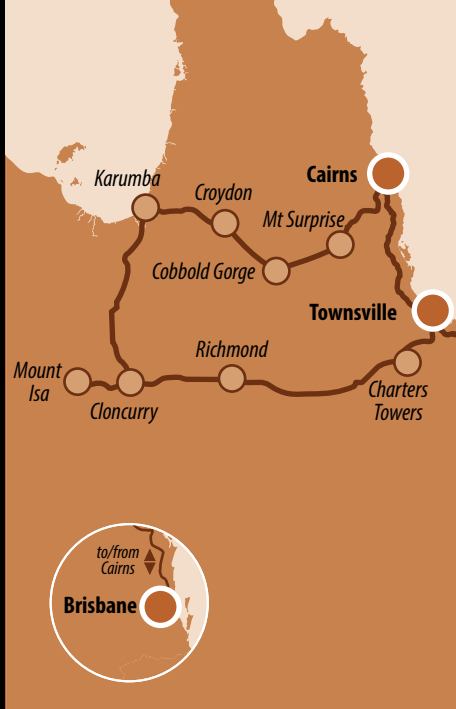 Karumba
Cairns
Croydon
Mt Surprise
Cobbold Gorge
Townsville
Richmond
Mount
Isa
Cloncurry
Charters
Towers
to/from
Cairns
Brisbane